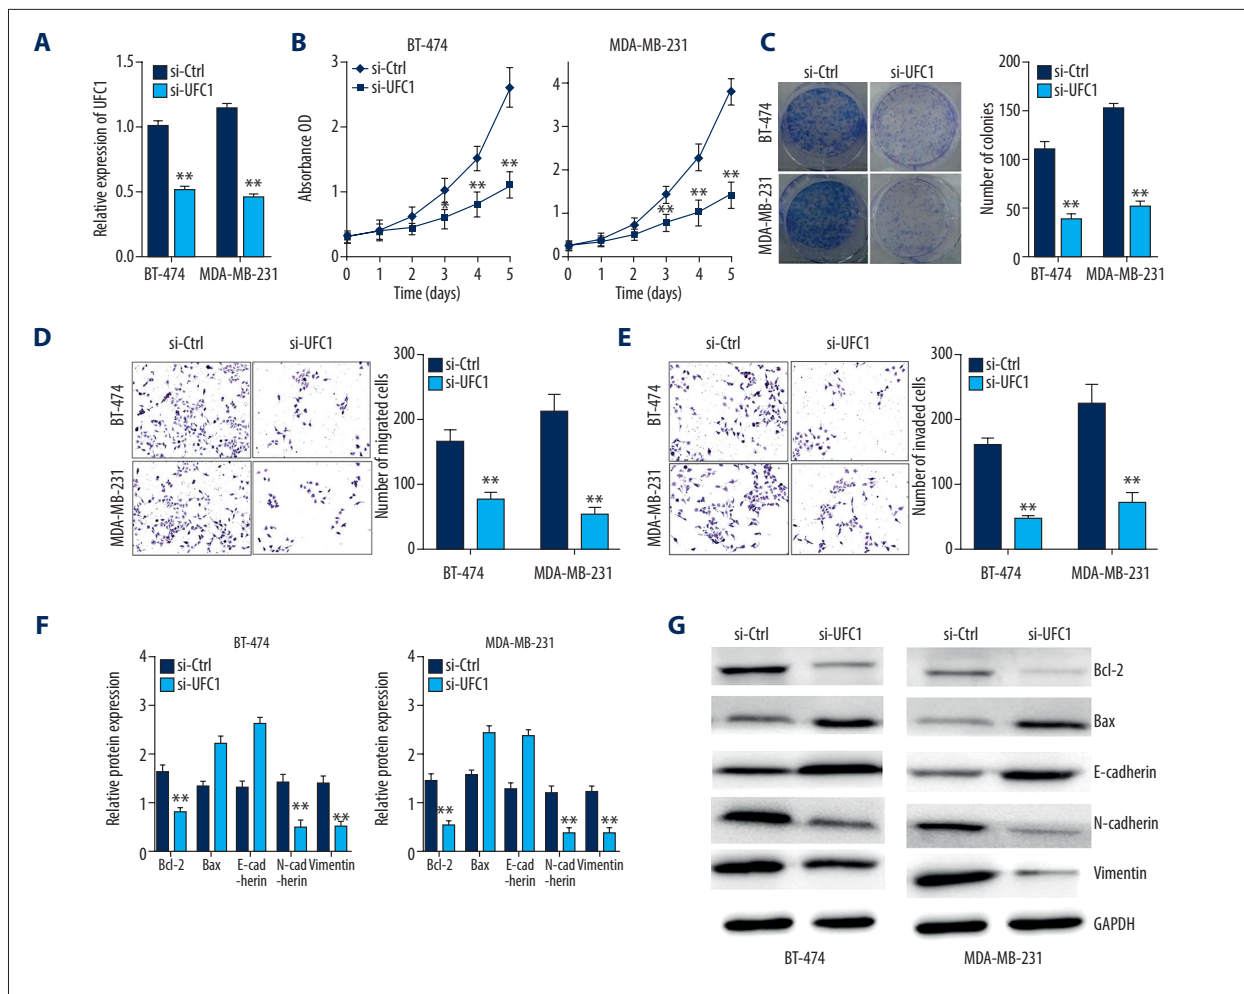 A
1.5
1.0
0.5
0.0
Relative expression of UFC1
si-Ctrl
si-UFC1
**
**
BT-474
MDA-MB-231
B
BT-474
si-Ctrl
si-UFC1
3
2
1
0
Absorbance OD
*
**
**
0 1 2 3 4 5
Time (days)
MDA-MB-231
4
3
2
1
0
**
**
**
0 1 2 3 4 5
Time (days)
C
si-Ctrl
si-UFC1
BT-474
MDA-MB-231
200
150
100
50
0
Number of colonies
si-Ctrl
si-UFC1
**
**
BT-474
MDA-MB-231
D
si-Ctrl
si-UFC1
BT-474
MDA-MB-231
300
200
100
0
Number of migrated cells
si-Ctrl
si-UFC1
**
**
BT-474
MDA-MB-231
E
si-Ctrl
si-UFC1
BT-474
MDA-MB-231
300
200
100
0
Number of invaded cells
si-Ctrl
si-UFC1
**
**
BT-474
MDA-MB-231
F
BT-474
4
3
2
1
0
Relative protein expression
si-Ctrl
si-UFC1
**
**
**
Bcl-2 Bax E-cad N-cad Vimentin
-herin -herin
MDA-MB-231
4
3
2
1
0
Relative protein expression
si-Ctrl
si-UFC1
**
**
**
Bcl-2 Bax E-cad N-cad Vimentin
-herin -herin
G
si-Ctrl si-UFC1 si-Ctrl si-UFC1
Bcl-2
Bax
E-cadherin
N-cadherin
Vimentin
GAPDH
BT-474 MDA-MB-231